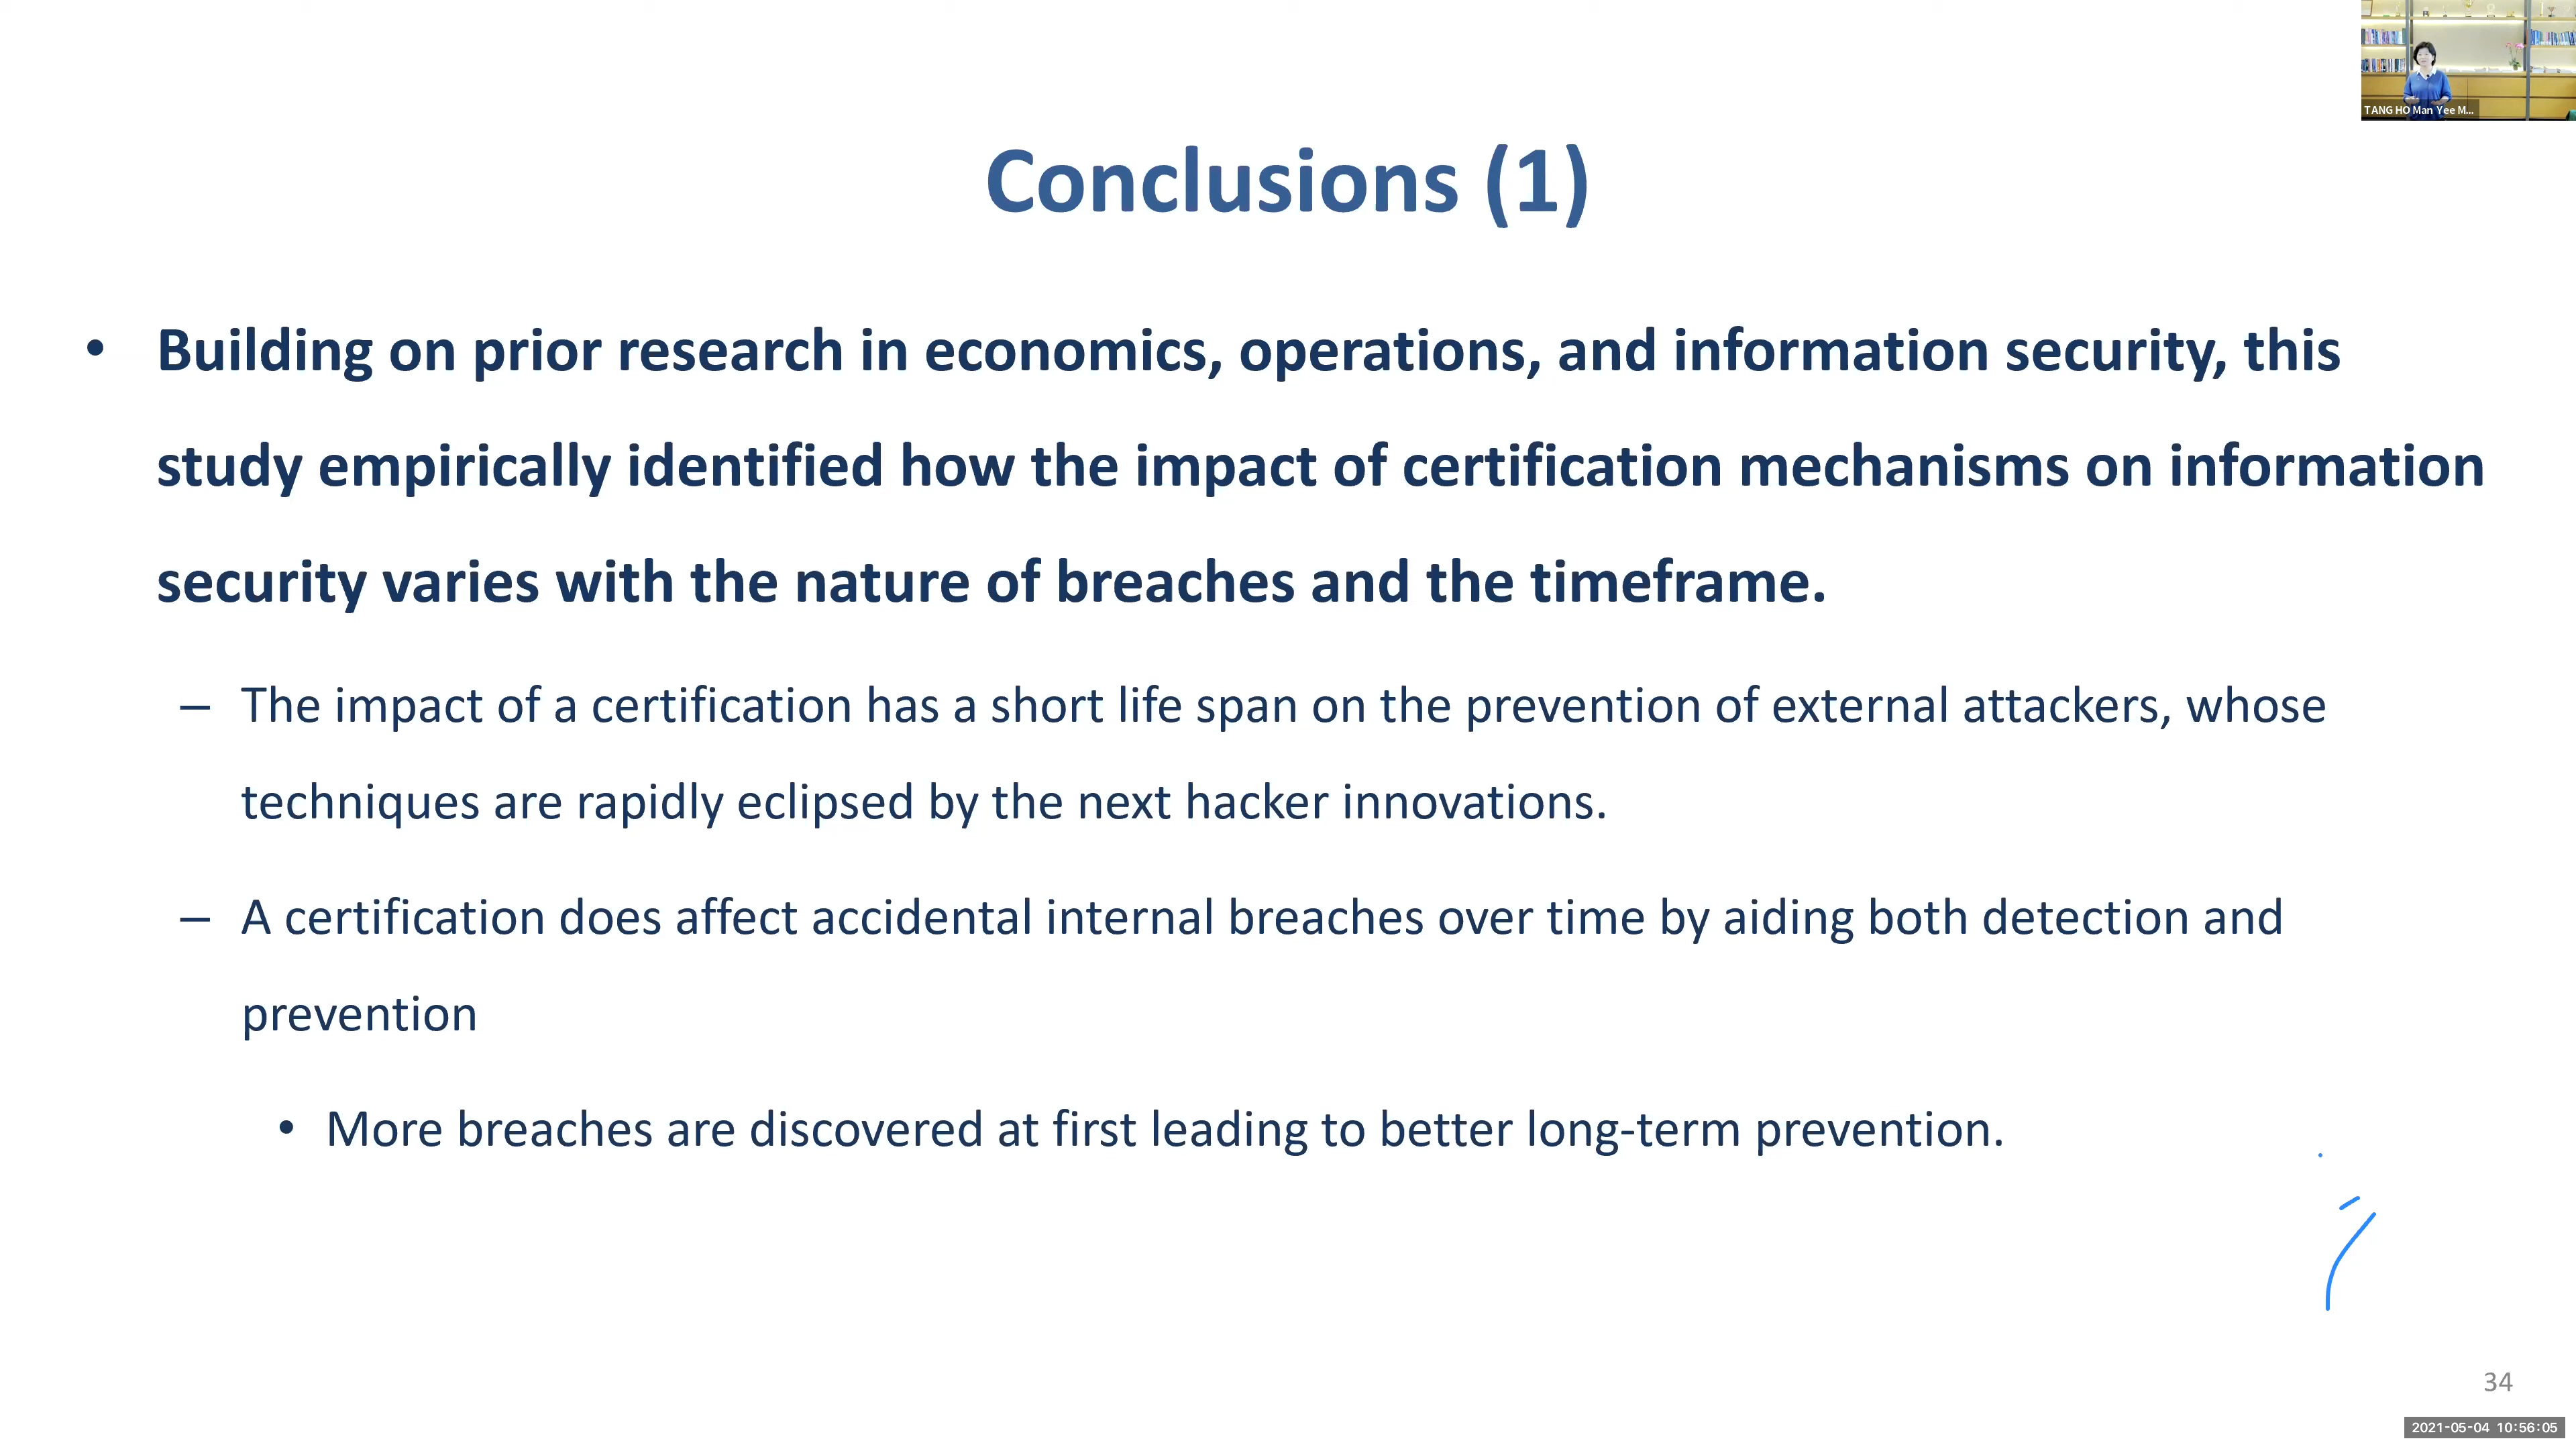 TANG HO Man Yee M...
Conclusions (1)
• Building on prior research in economics, operations, and information security, this
study empirically identified how the impact of certification mechanisms on information
security varies with the nature of breaches and the timeframe.
– The impact of a certification has a short life span on the prevention of external attackers, whose
techniques are rapidly eclipsed by the next hacker innovations.
– A certification does affect accidental internal breaches over time by aiding both detection and
prevention
• More breaches are discovered at first leading to better long-term prevention.
34
2021-05-04 10:56:05